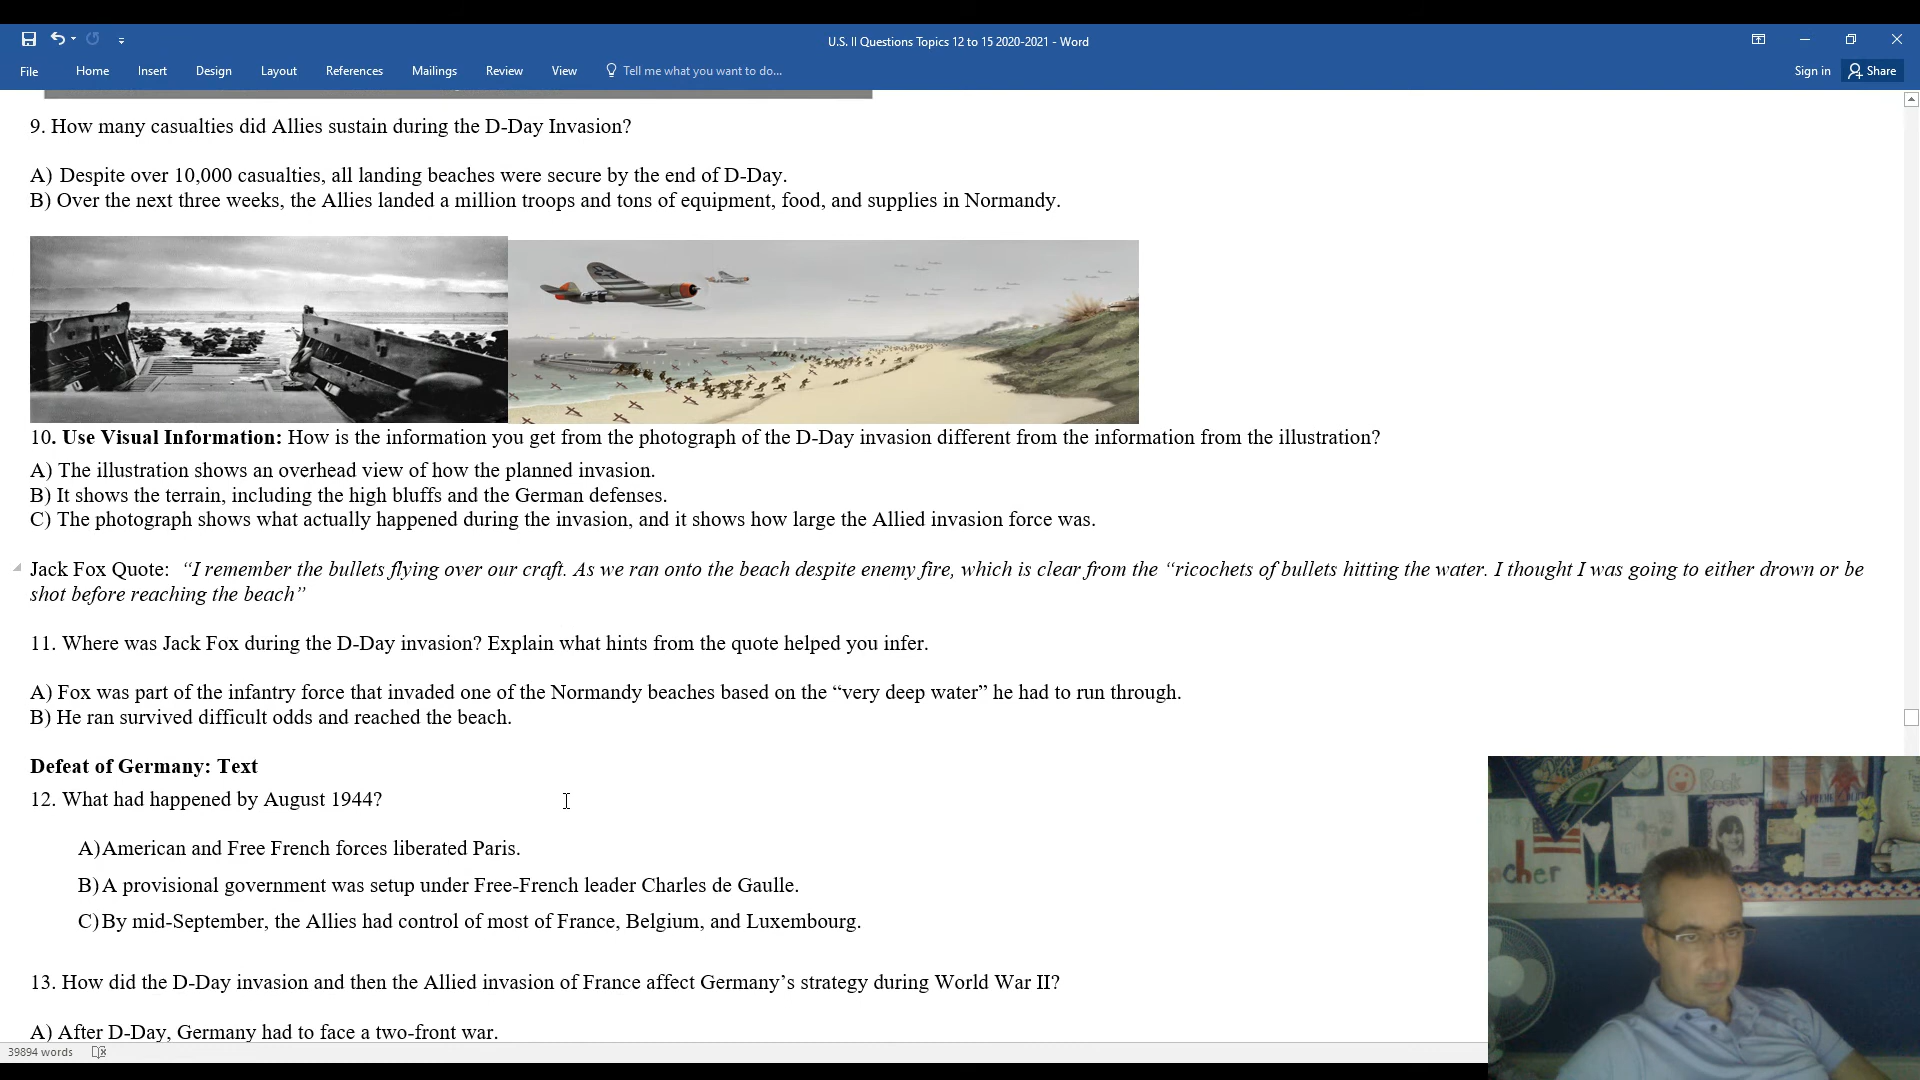 U.S. II Questions Topics 12 to 15 2020-2021 - Word
File Home Insert Design Layout References Mailings Review View Tell me what you want to do... Sign in Share
9. How many casualties did Allies sustain during the D-Day Invasion?
A) Despite over 10,000 casualties, all landing beaches were secure by the end of D-Day.
B) Over the next three weeks, the Allies landed a million troops and tons of equipment, food, and supplies in Normandy.
10. Use Visual Information: How is the information you get from the photograph of the D-Day invasion different from the information from the illustration?
A) The illustration shows an overhead view of how the planned invasion.
B) It shows the terrain, including the high bluffs and the German defenses.
C) The photograph shows what actually happened during the invasion, and it shows how large the Allied invasion force was.
Jack Fox Quote: “I remember the bullets flying over our craft. As we ran onto the beach despite enemy fire, which is clear from the “ricochets of bullets hitting the water. I thought I was going to either drown or be
shot before reaching the beach”
11. Where was Jack Fox during the D-Day invasion? Explain what hints from the quote helped you infer.
A) Fox was part of the infantry force that invaded one of the Normandy beaches based on the “very deep water” he had to run through.
B) He ran survived difficult odds and reached the beach.
Defeat of Germany: Text
12. What had happened by August 1944?
A) American and Free French forces liberated Paris.
B) A provisional government was setup under Free-French leader Charles de Gaulle.
C) By mid-September, the Allies had control of most of France, Belgium, and Luxembourg.
13. How did the D-Day invasion and then the Allied invasion of France affect Germany’s strategy during World War II?
A) After D-Day, Germany had to face a two-front war.
39894 words